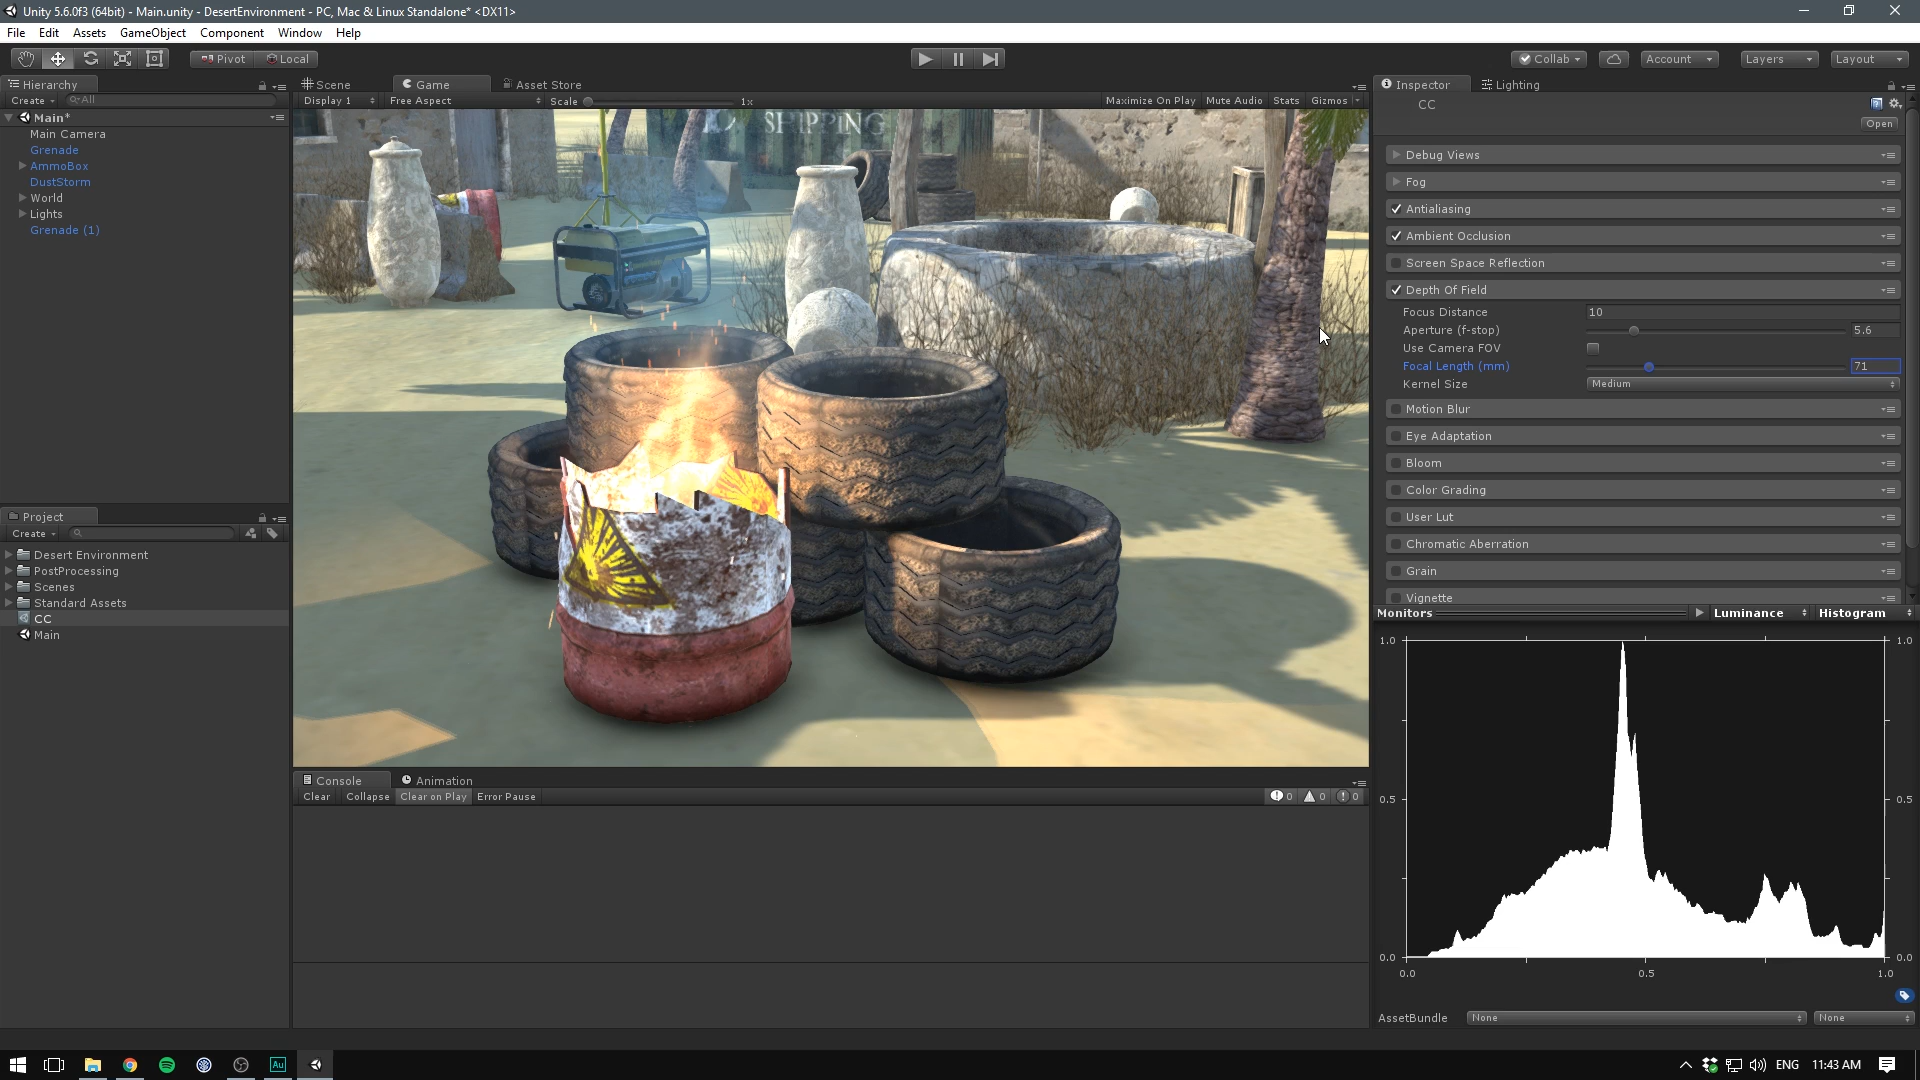 Unity 5.6.0f3 (64bit) - Main.unity - DesertEnvironment - PC, Mac & Linux Standalone* <DX11>
File Edit Assets GameObject Component Window Help
Pivot Local Collab Account Layers Layout
Hierarchy
Create All
Main*
Main Camera
Grenade
AmmoBox
DustStorm
World
Lights
Grenade (1)
Project
Create
Desert Environment
PostProcessing
Scenes
Standard Assets
CC
Main
Scene Game Asset Store
Display 1 Free Aspect Scale 1x Maximize On Play Mute Audio Stats Gizmos
SHIPPING
Console Animation
Clear Collapse Clear on Play Error Pause 0 0 0
Inspector Lighting
CC
Open
Debug Views
Fog
Antialiasing
Ambient Occlusion
Screen Space Reflection
Depth Of Field
Focus Distance 10
Aperture (f-stop) 5.6
Use Camera FOV
Focal Length (mm) 71
Kernel Size Medium
Motion Blur
Eye Adaptation
Bloom
Color Grading
User Lut
Chromatic Aberration
Grain
Vignette
Monitors Luminance Histogram
1.0 1.0
0.5 0.5
0.0 0.0
0.0 0.5 1.0
AssetBundle None None
Au ENG 11:43 AM